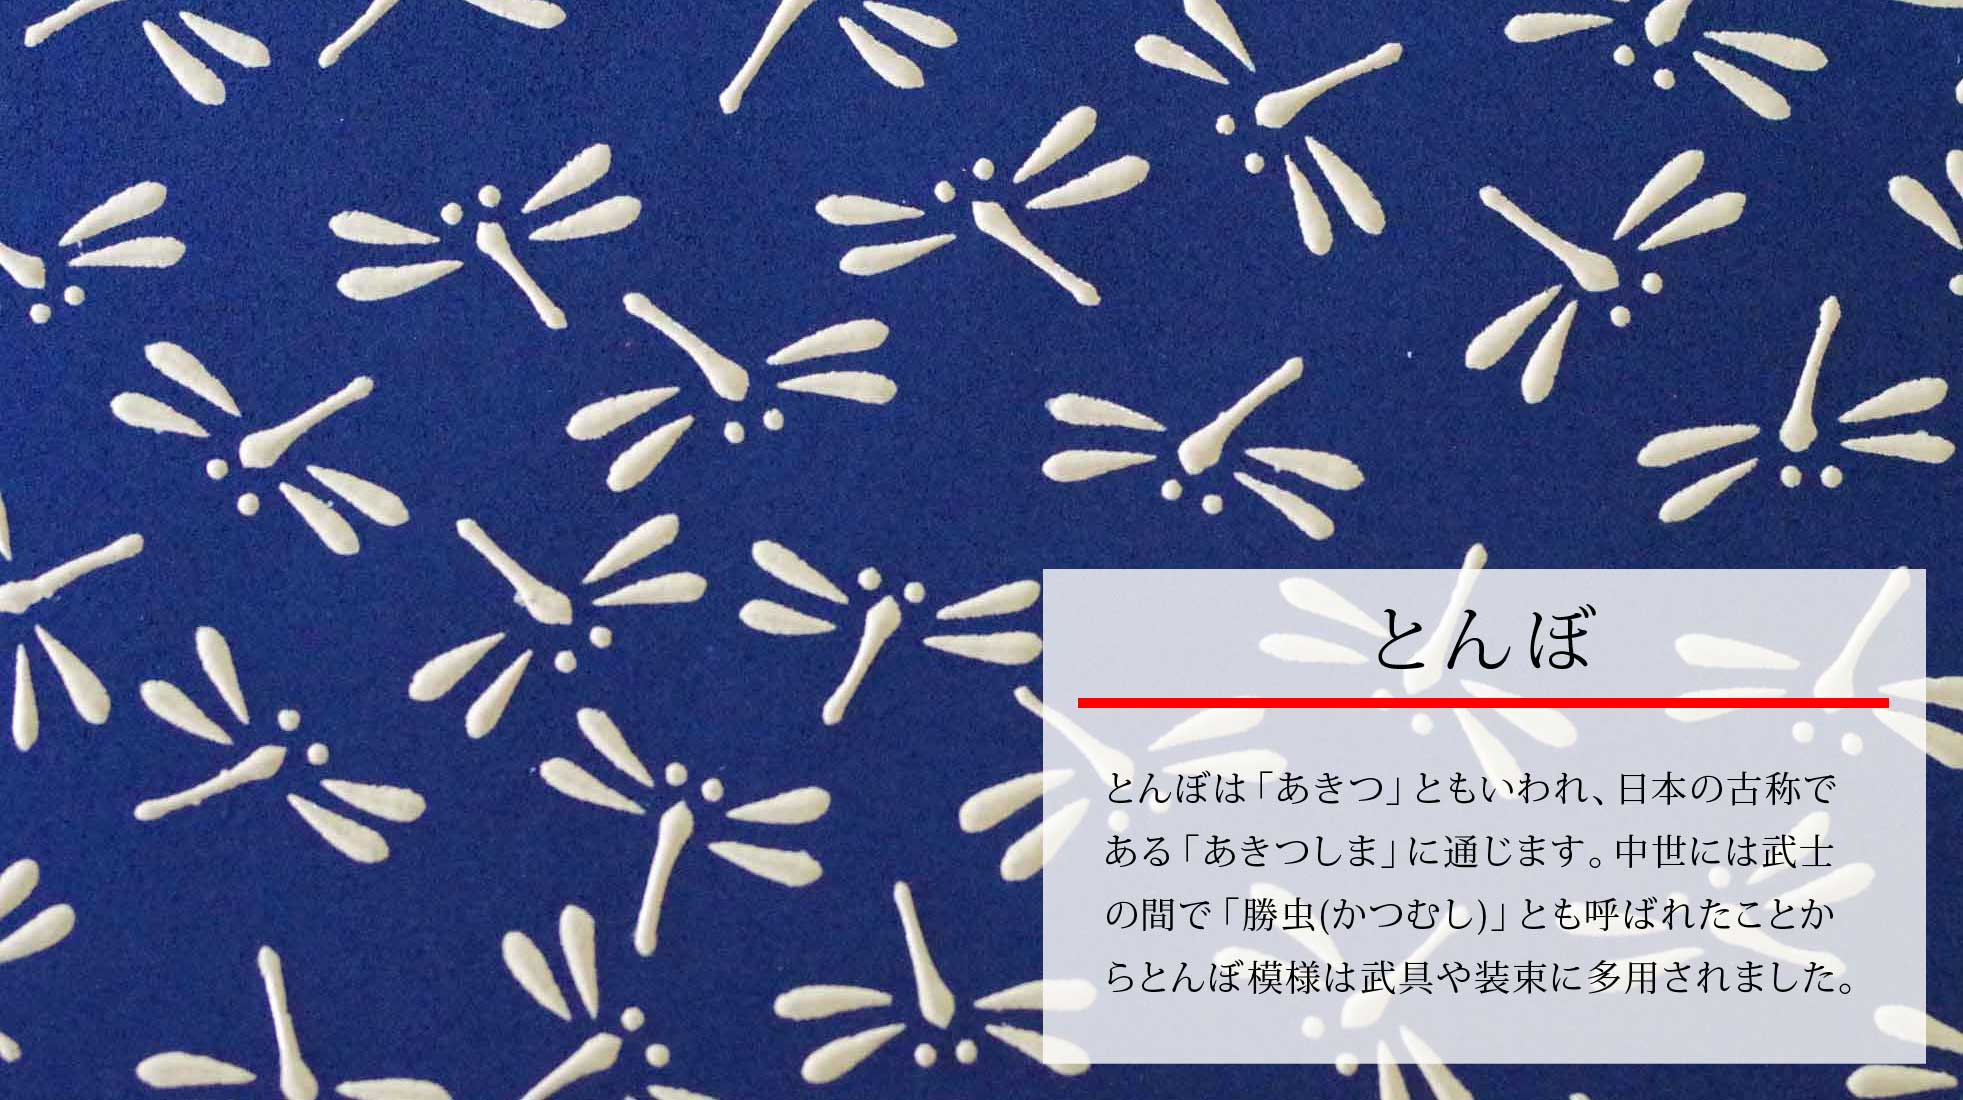 とんぼ
とんぼは「あきつ」ともいわれ、日本の古称で
ある「あきつしま」に通じます。中世には武士
の間で「勝虫(かつむし)」とも呼ばれたことか
らとんぼ模様は武具や装束に多用されました。